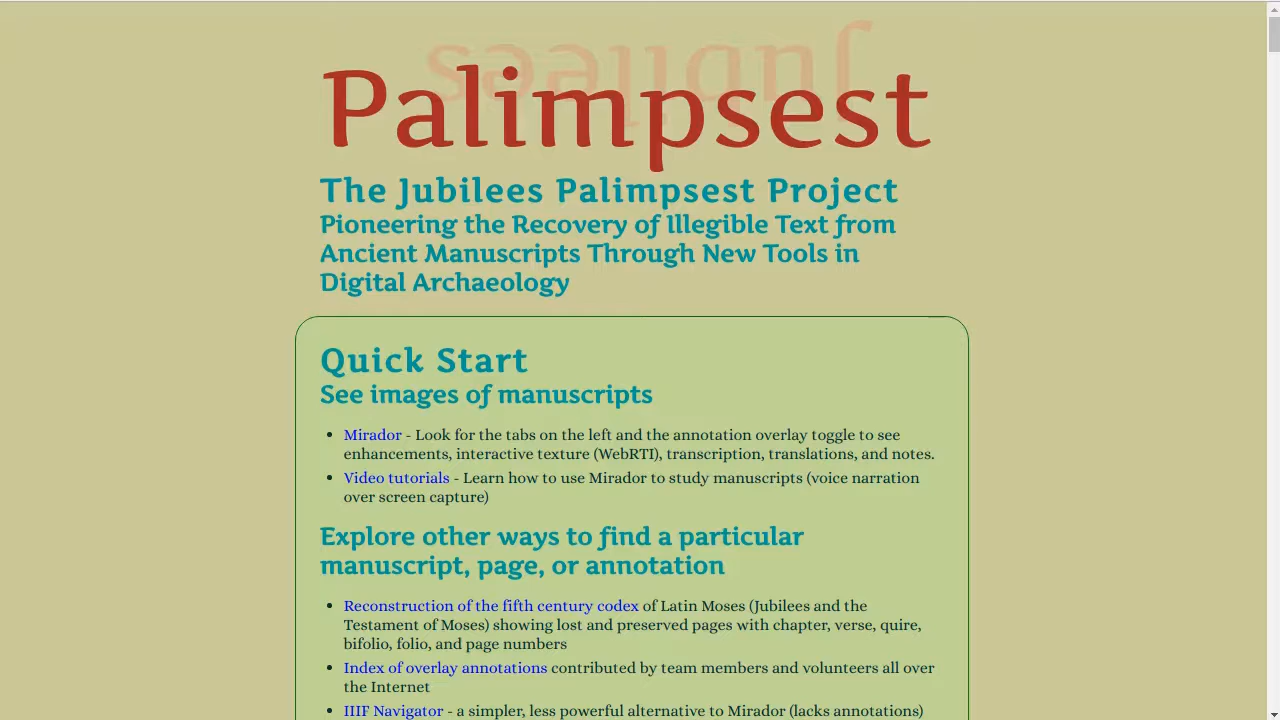 Jubilees
Palimpsest
The Jubilees Palimpsest Project
Pioneering the Recovery of Illegible Text from
Ancient Manuscripts Through New Tools in
Digital Archaeology
Quick Start
See images of manuscripts
Mirador - Look for the tabs on the left and the annotation overlay toggle to see
enhancements, interactive texture (WebRTI), transcription, translations, and notes.
Video tutorials - Learn how to use Mirador to study manuscripts (voice narration
over screen capture)
Explore other ways to find a particular
manuscript, page, or annotation
Reconstruction of the fifth century codex of Latin Moses (Jubilees and the
Testament of Moses) showing lost and preserved pages with chapter, verse, quire,
bifolio, folio, and page numbers
Index of overlay annotations contributed by team members and volunteers all over
the Internet
IIIF Navigator - a simpler, less powerful alternative to Mirador (lacks annotations)